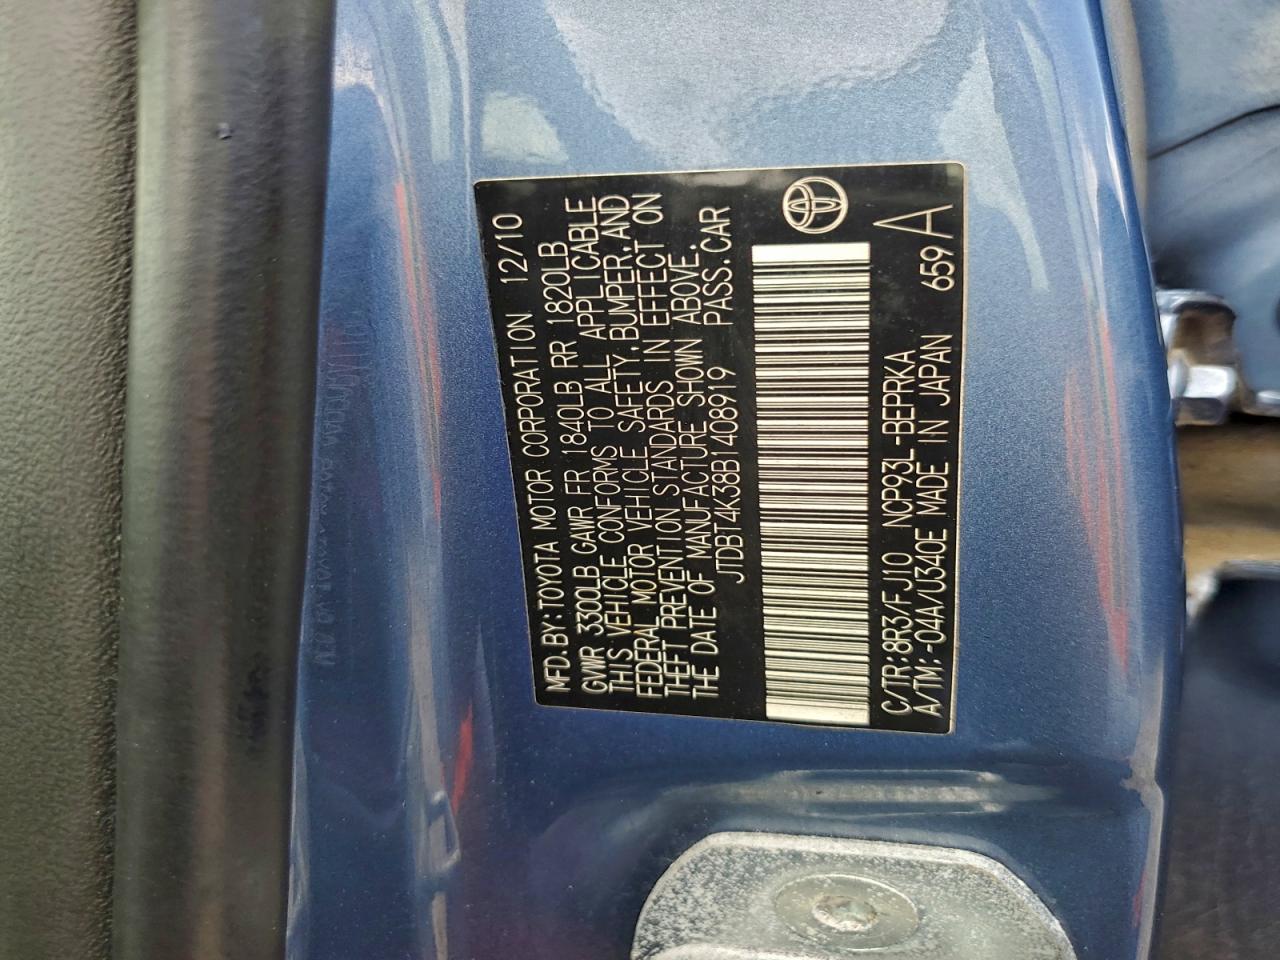 MFD. BY: TOYOTA MOTOR CORPORATION 12/10
GVWR 3300LB GAWR FR 1840LB RR 1820LB
THIS VEHICLE CONFORMS TO ALL APPLICABLE
FEDERAL MOTOR VEHICLE SAFETY, BUMPER, AND
THEFT PREVENTION STANDARDS IN EFFECT ON
THE DATE OF MANUFACTURE SHOWN ABOVE.
JTDBT4K38B1408919 PASS. CAR
C/TR: 8R3/FJ10 NCP93L-BEPRKA
A/TM: -04A/U340E MADE IN JAPAN 659 A